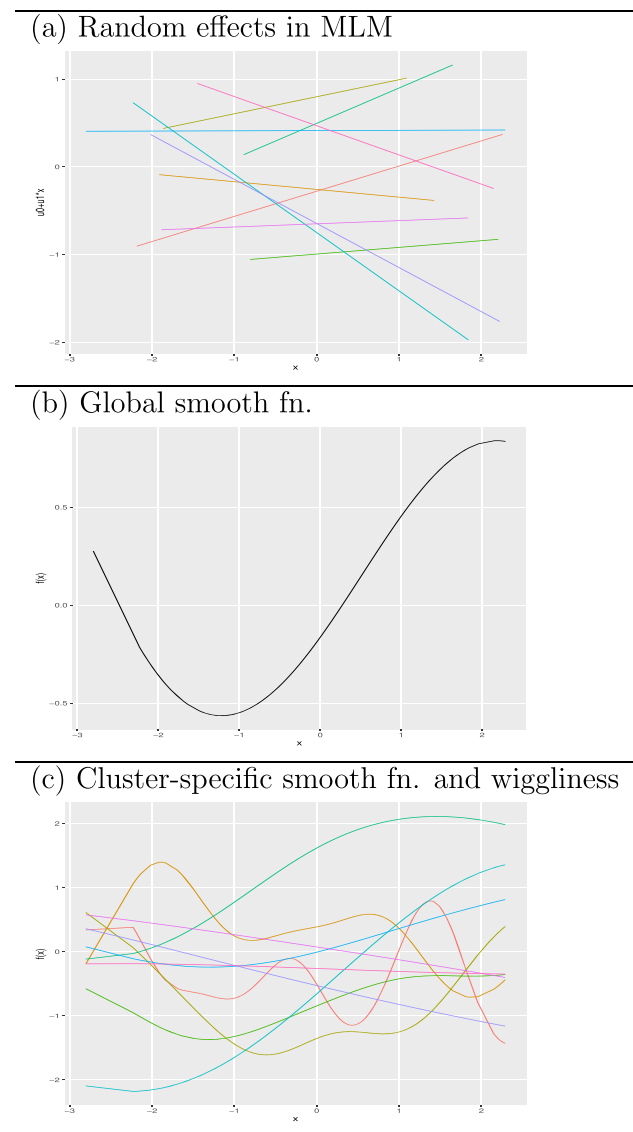 (a) Random effects in MLM
1
0
−1
−2
u0+u1*x
−3 −2 −1 0 1 2
x
(b) Global smooth fn.
0.5
0.0
−0.5
f(x)
−3 −2 −1 0 1 2
x
(c) Cluster-specific smooth fn. and wiggliness
2
1
0
−1
−2
f(x)
−3 −2 −1 0 1 2
x